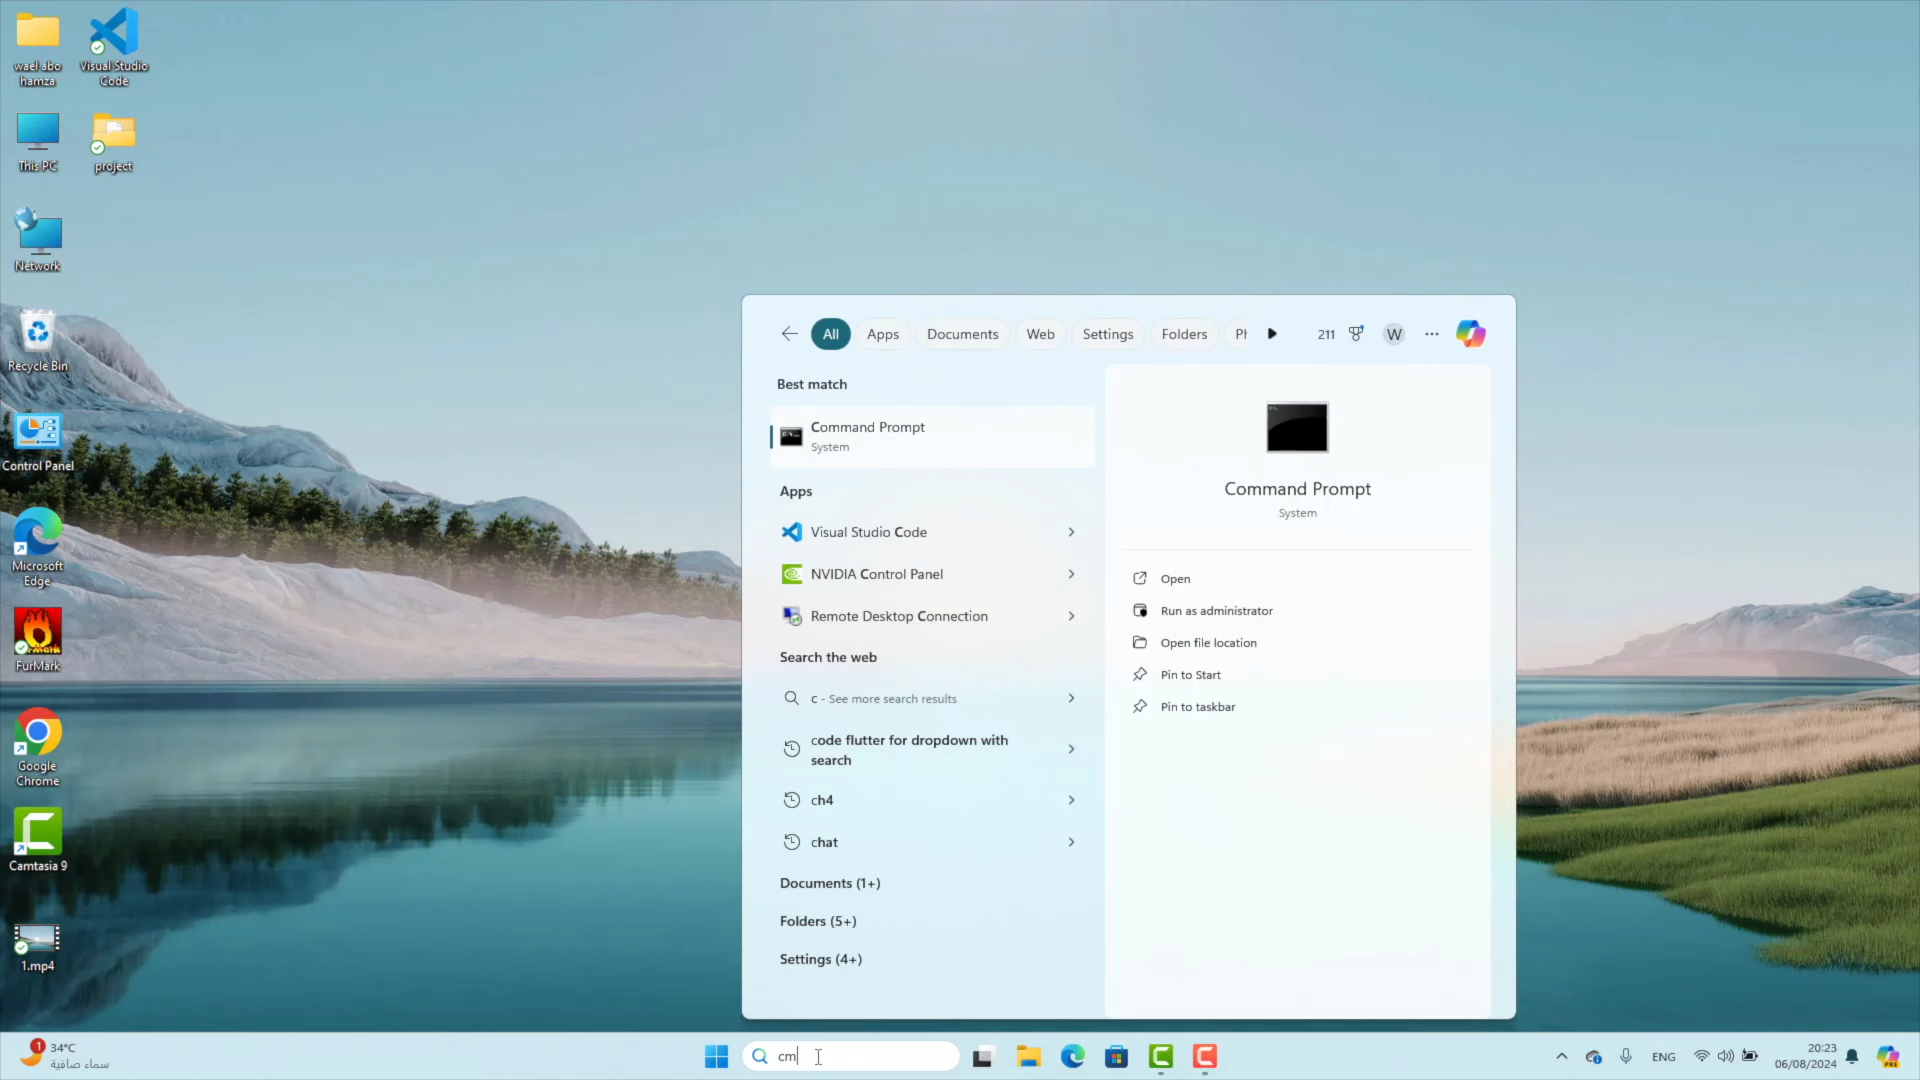 wael abo
hamza
Visual Studio
Code
This PC
project
Network
Recycle Bin
Control Panel
Microsoft
Edge
FurMark
Google
Chrome
Camtasia 9
1.mp4
All
Apps
Documents
Web
Settings
Folders
211
W
Best match
Command Prompt
System
Apps
Visual Studio Code
NVIDIA Control Panel
Remote Desktop Connection
Search the web
c - See more search results
code flutter for dropdown with
search
ch4
chat
Documents (1+)
Folders (5+)
Settings (4+)
Command Prompt
System
Open
Run as administrator
Open file location
Pin to Start
Pin to taskbar
1
34°C
سماء صافية
cm
ENG
20:23
06/08/2024
PRE